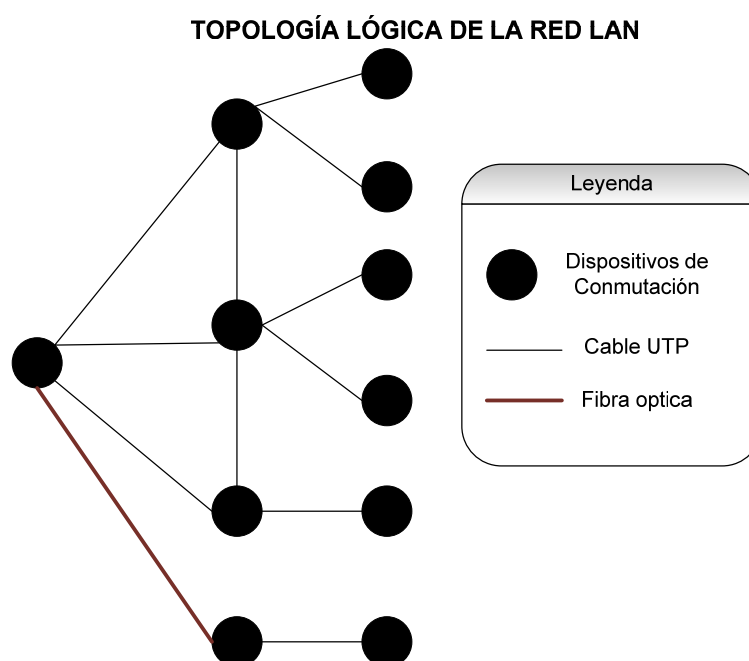 TOPOLOGÍA LÓGICA DE LA RED LAN
Leyenda
Dispositivos de
Conmutación
Cable UTP
Fibra optica